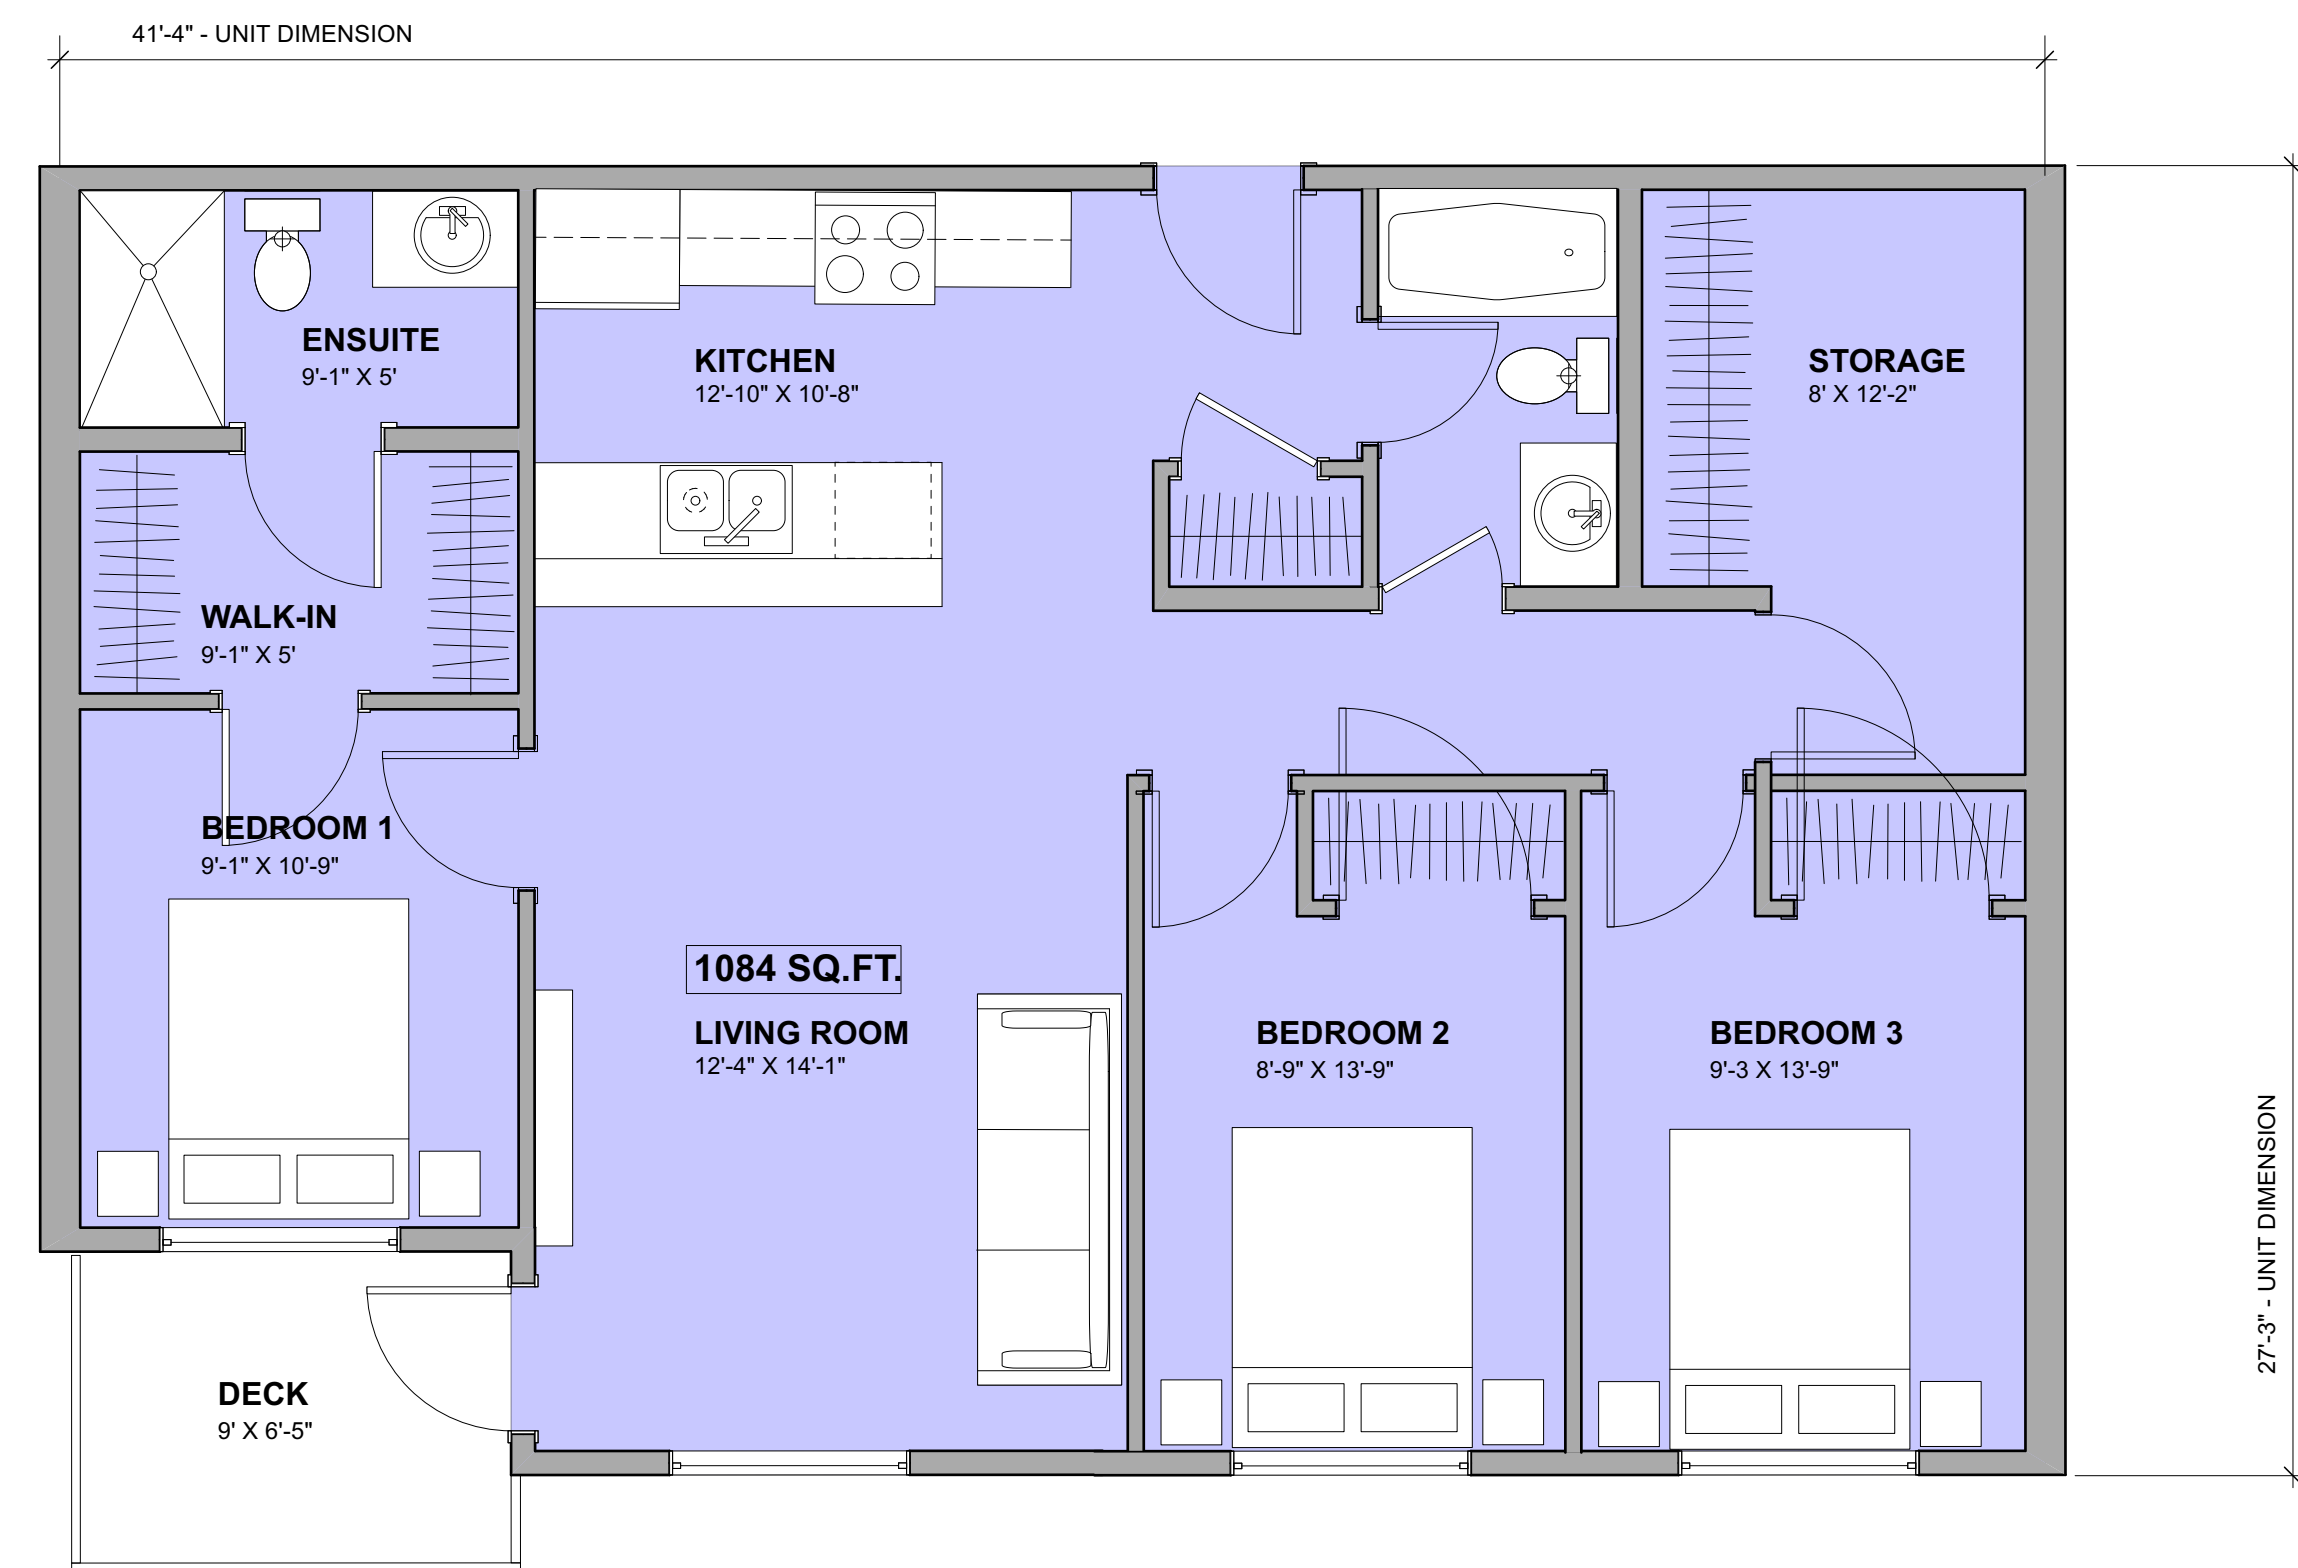 41'-4" - UNIT DIMENSION
ENSUITE
9'-1" X 5'
KITCHEN
12'-10" X 10'-8"
STORAGE
8' X 12'-2"
WALK-IN
9'-1" X 5'
BEDROOM 1
9'-1" X 10'-9"
1084 SQ.FT.
LIVING ROOM
12'-4" X 14'-1"
BEDROOM 2
8'-9" X 13'-9"
BEDROOM 3
9'-3 X 13'-9"
27'-3" - UNIT DIMENSION
DECK
9' X 6'-5"